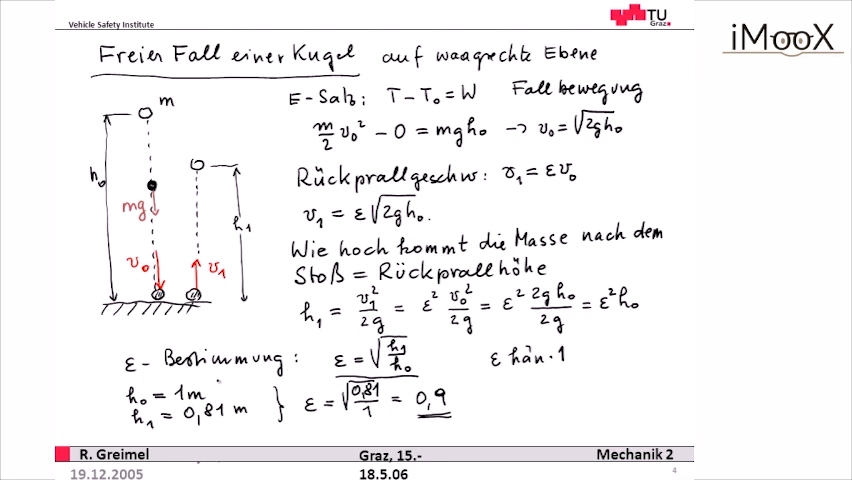 Vehicle Safety Institute
TU
Graz
iMooX
Freier Fall einer Kugel auf waagrechte Ebene
m
h₀
mg
v₀
v₁
h₁
E-Satz: T - T₀ = W Fallbewegung
m/2 v₀² - 0 = mgh₀ → v₀ = √2gh₀
Rückprallgeschw: v₁ = εv₀
v₁ = ε√2gh₀.
Wie hoch kommt die Masse nach dem
Stoß = Rückprallhöhe
h₁ = v₁²/2g = ε² v₀²/2g = ε² 2gh₀/2g = ε²h₀
ε-Bestimmung: ε = √h₁/h₀
h₀ = 1m
h₁ = 0,81 m } ε = √0,81/1 = 0,9
R. Greimel Graz, 15.- Mechanik 2
19.12.2005 18.5.06 4